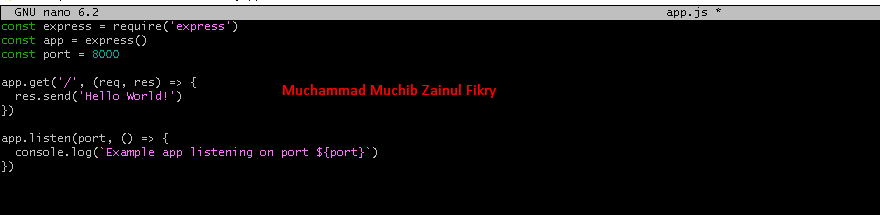 GNU nano 6.2 app.js *
const express = require('express')
const app = express()
const port = 8000
app.get('/', (req, res) => {
res.send('Hello World!')
})
Muchammad Muchib Zainul Fikry
app.listen(port, () => {
console.log(`Example app listening on port ${port}`)
})